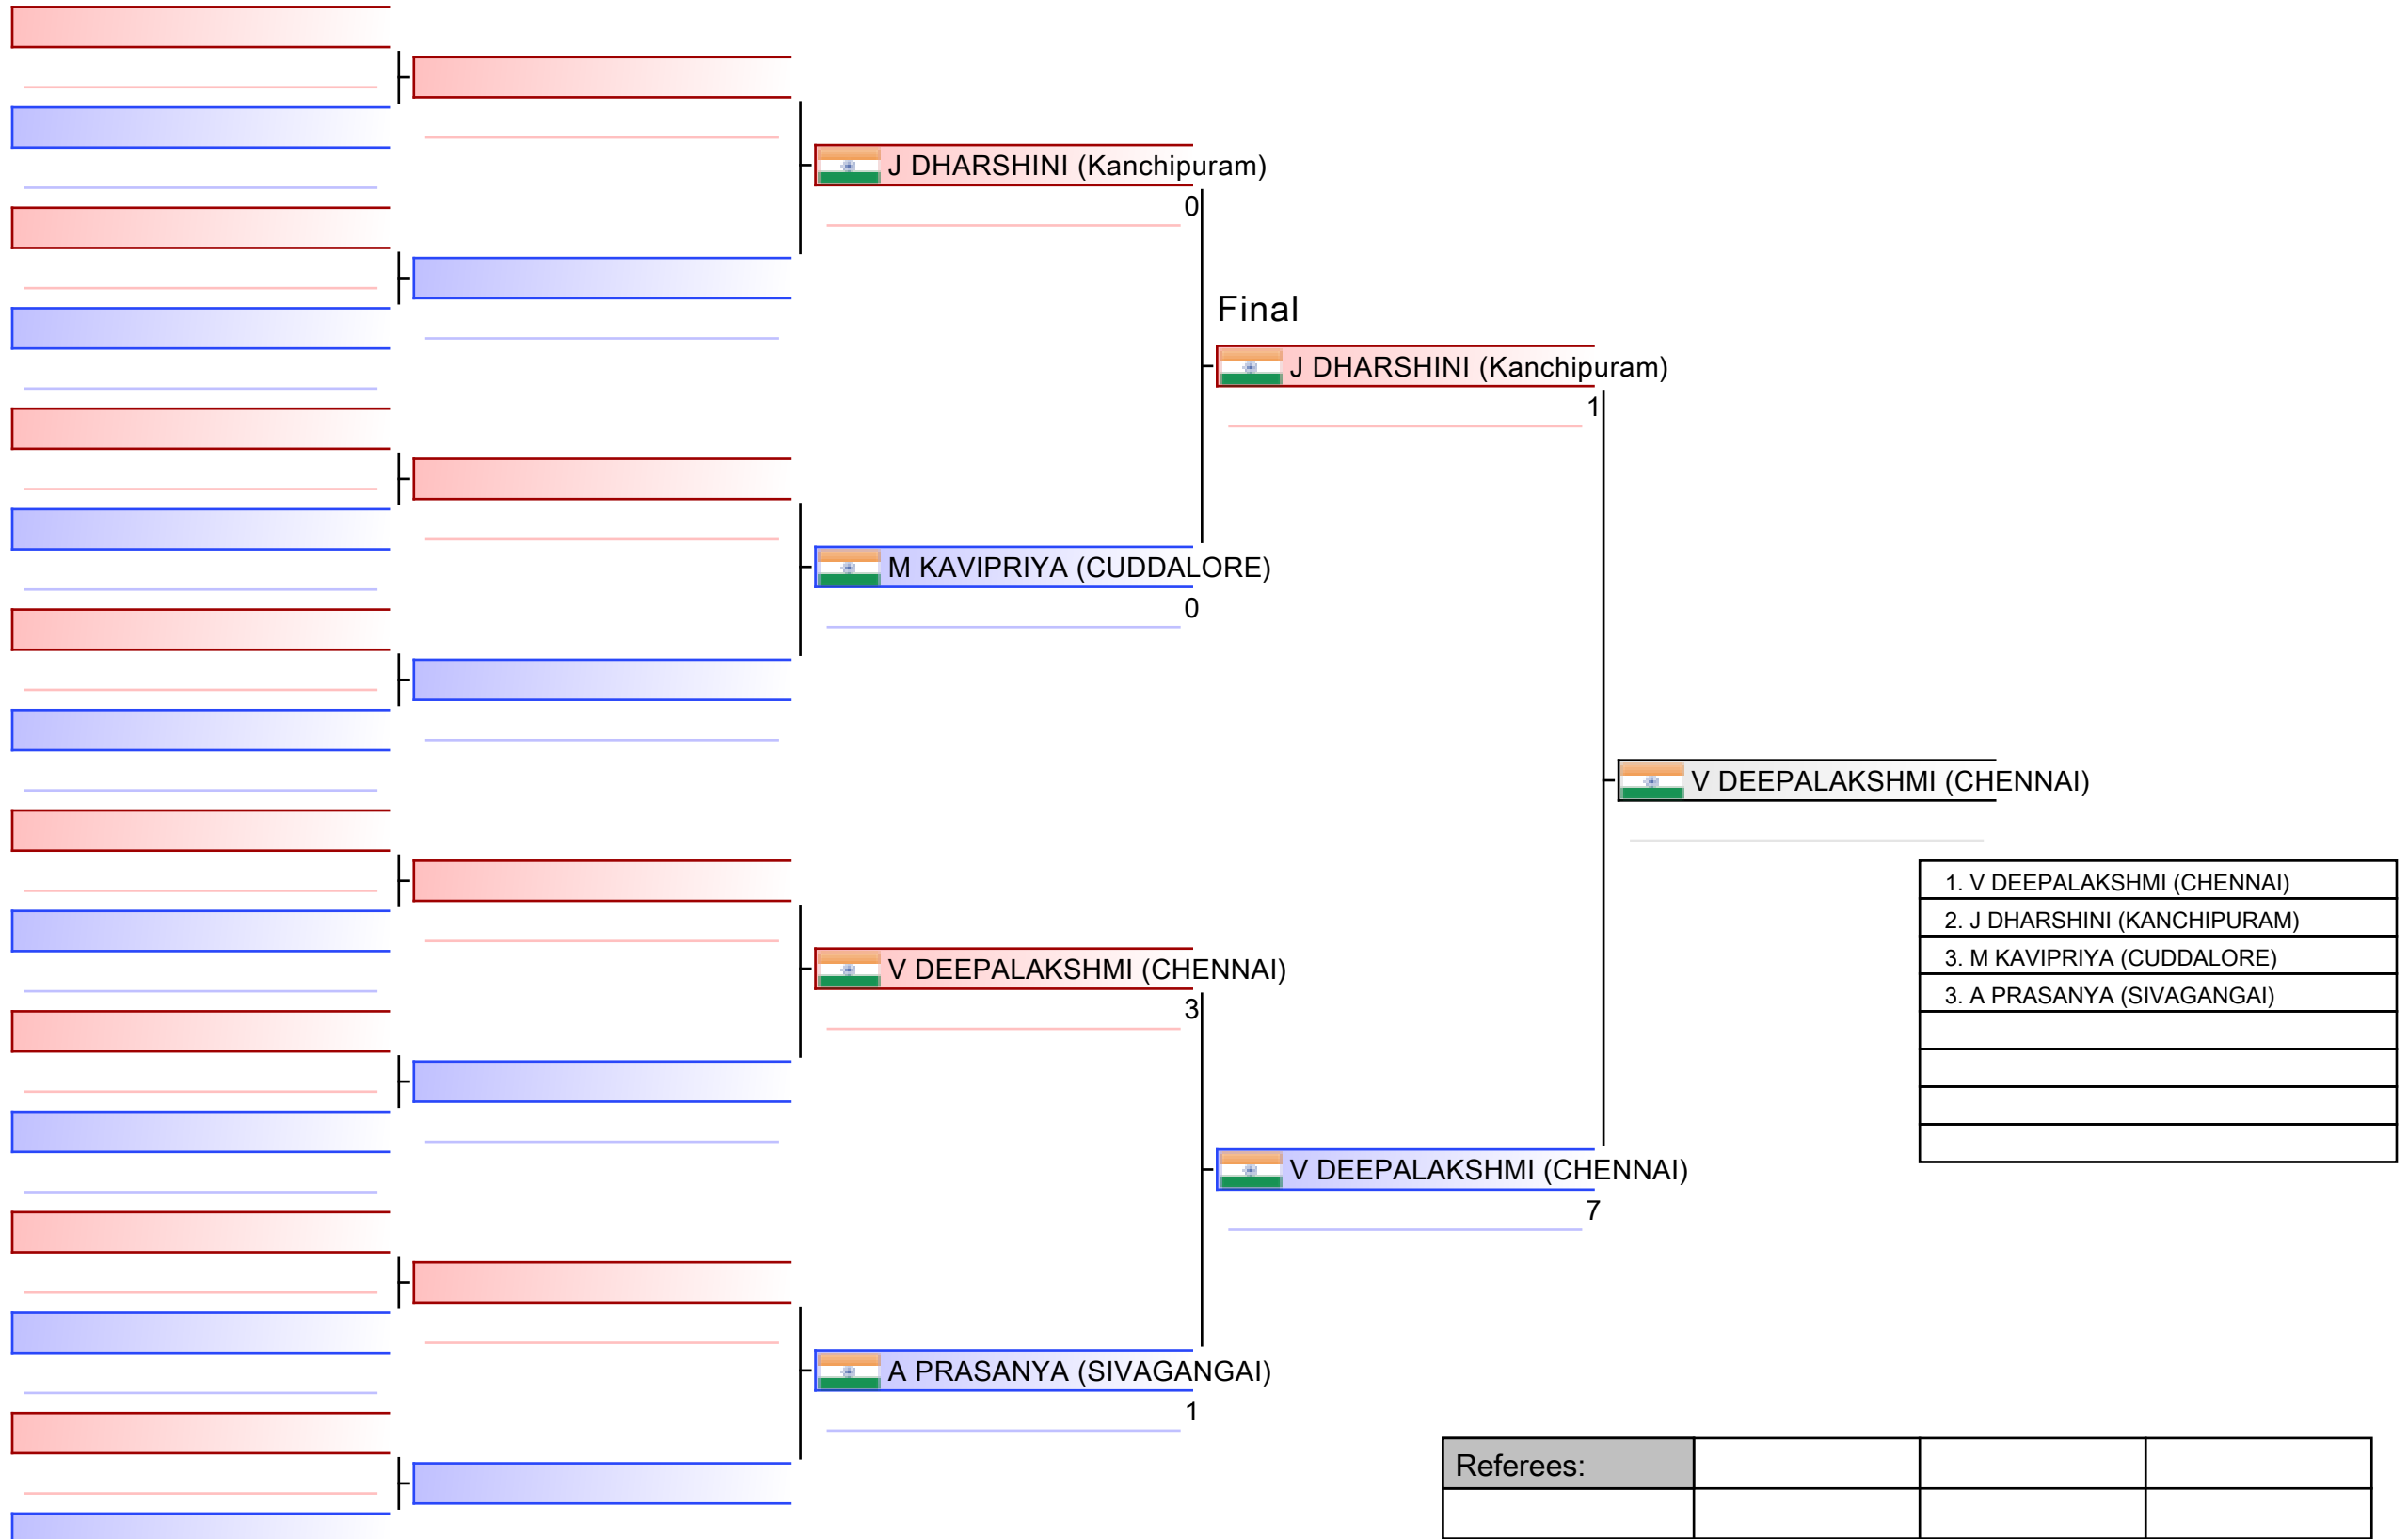 J DHARSHINI (Kanchipuram)
0
Final
J DHARSHINI (Kanchipuram)
1
M KAVIPRIYA (CUDDALORE)
0
V DEEPALAKSHMI (CHENNAI)
1. V DEEPALAKSHMI (CHENNAI)
2. J DHARSHINI (KANCHIPURAM)
3. M KAVIPRIYA (CUDDALORE)
3. A PRASANYA (SIVAGANGAI)
V DEEPALAKSHMI (CHENNAI)
3
V DEEPALAKSHMI (CHENNAI)
7
A PRASANYA (SIVAGANGAI)
1
Referees: